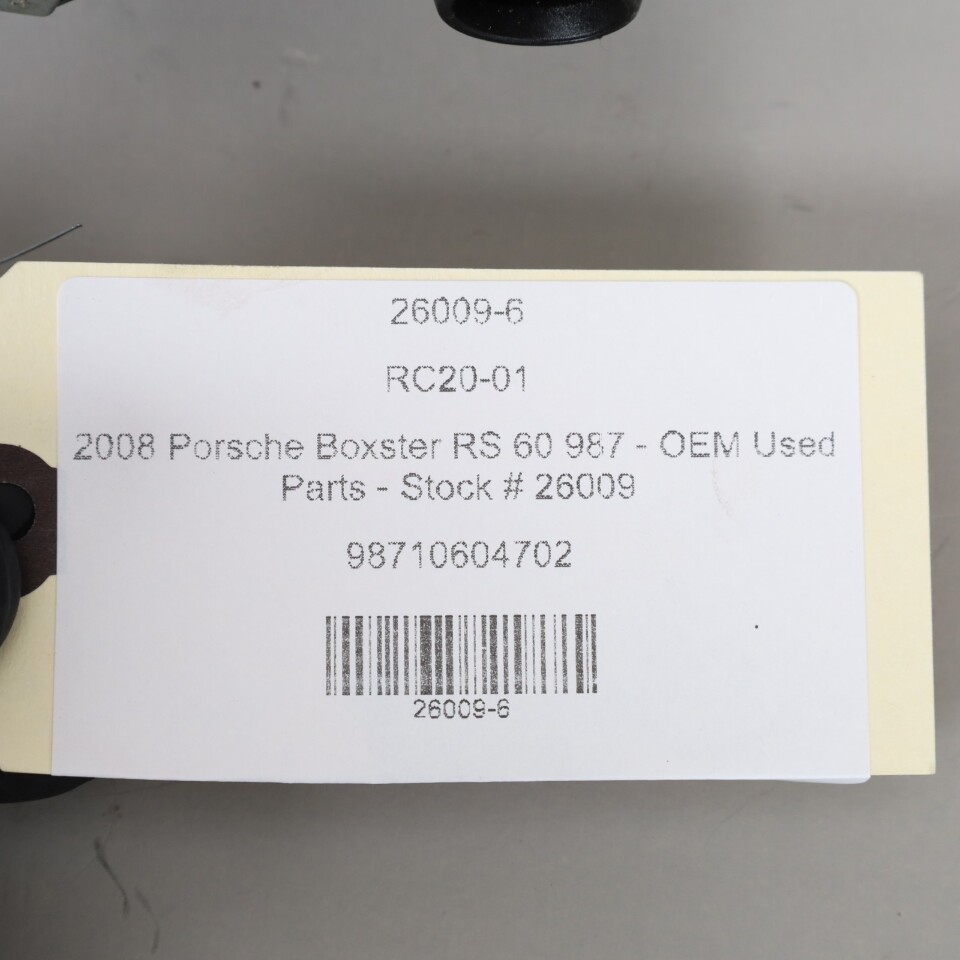 26009-6
RC20-01
2008 Porsche Boxster RS 60 987 - OEM Used
Parts - Stock # 26009
98710604702
26009-6